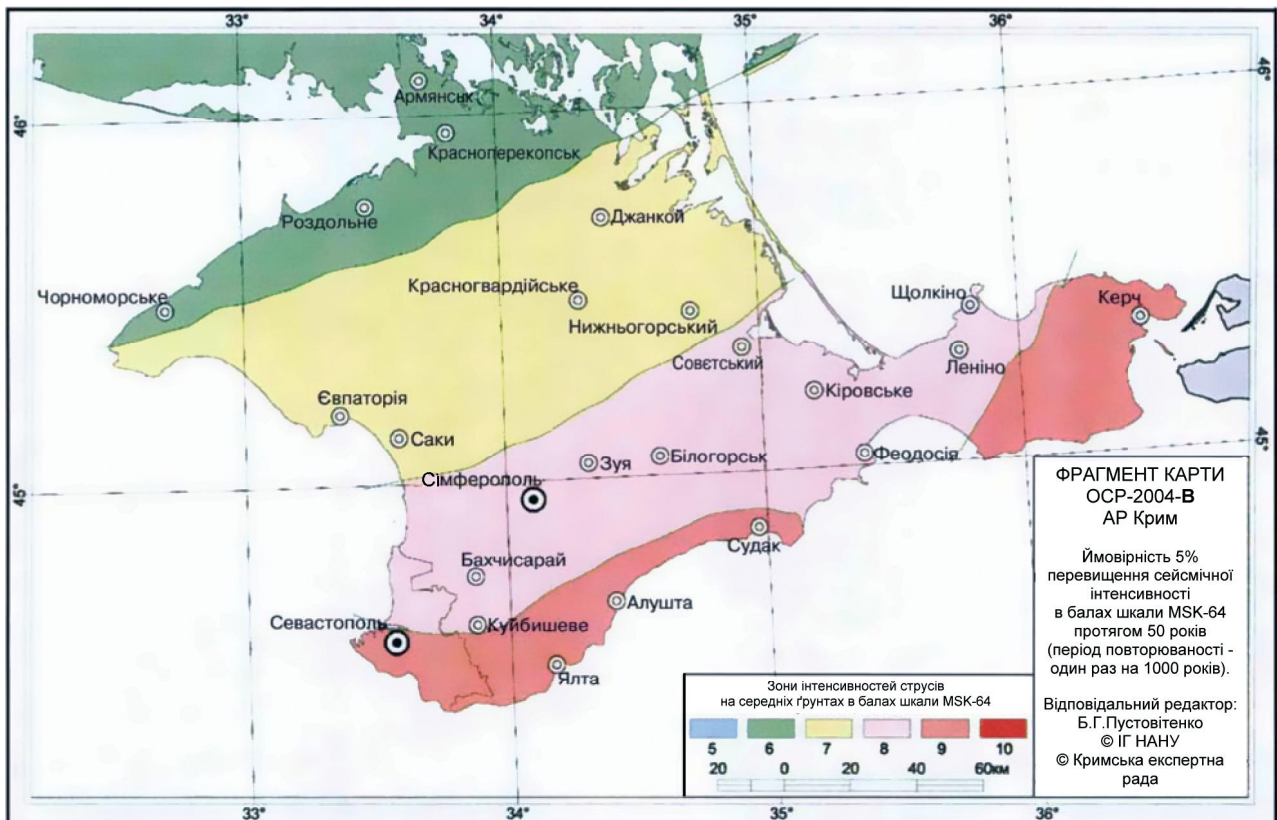 33°
34°
35°
36°
46°
46°
Армянськ
Красноперекопськ
Роздольне
Джанкой
Чорноморське
Красногвардійське
Нижньогорський
Щолкіно
Керч
Совєтський
Леніно
Кіровське
Євпаторія
Саки
45°
45°
Зуя
Білогорськ
Феодосія
Сімферополь
Судак
Бахчисарай
Алушта
Севастополь
Куйбишеве
Ялта
ФРАГМЕНТ КАРТИ
ОСР-2004-В
АР Крим
Ймовірність 5%
перевищення сейсмічної
інтенсивності
в балах шкали MSK-64
протягом 50 років
(період повторюваності -
один раз на 1000 років).
Відповідальний редактор:
Б.Г.Пустовітенко
© ІГ НАНУ
© Кримська експертна
рада
Зони інтенсивностей струсів
на середніх ґрунтах в балах шкали MSK-64
5 6 7 8 9 10
20 0 20 40 60км
33°
34°
35°
36°